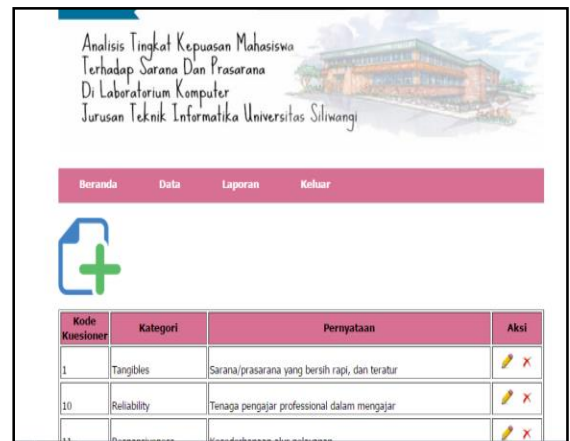 Analisis Tingkat Kepuasan Mahasiswa
Terhadap Sarana Dan Prasarana
Di Laboratorium Komputer
Jurusan Teknik Informatika Universitas Siliwangi
Beranda Data Laporan Keluar
Kode Kuesioner Kategori Pernyataan Aksi
1 Tangibles Sarana/prasarana yang bersih rapi, dan teratur
10 Reliability Tenaga pengajar professional dalam mengajar
11